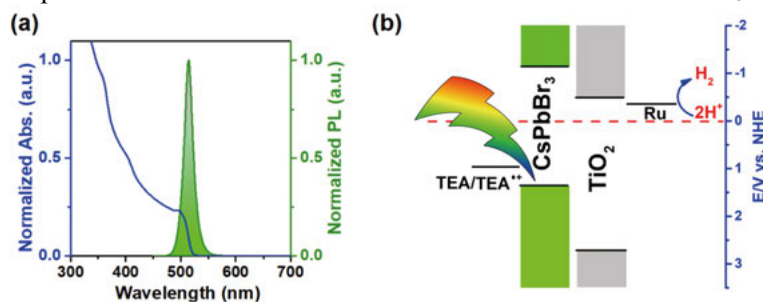 (a)
Normalized Abs. (a.u.)
1.0
0.5
0.0
300 400 500 600 700
Wavelength (nm)
1.0
0.5
0.0
Normalized PL (a.u.)
(b)
TEA/TEA•+
CsPbBr3
TiO2
Ru
H2
2H+
-2
-1
0
1
2
3
E/V vs. NHE